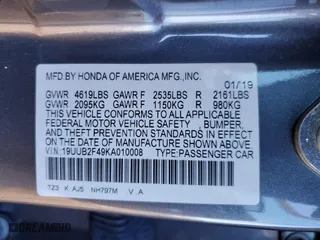 MFD.BY HONDA OF AMERICA MFG.,INC.
01/19
GVWR 4619LBS GAWR F 2535LBS R 2161LBS
GVWR 2095KG GAWR F 1150KG R 980KG
THIS VEHICLE CONFORMS TO ALL APPLICABLE
FEDERAL MOTOR VEHICLE SAFETY, BUMPER,
AND THEFT PREVENTION STANDARDS IN EFFECT
ON THE DATE OF MANUFACTURE SHOWN ABOVE.
V.I.N: 19UUB2F49KA010008 TYPE:PASSENGER CAR
TZ3 K AJ5 NH797M V .A